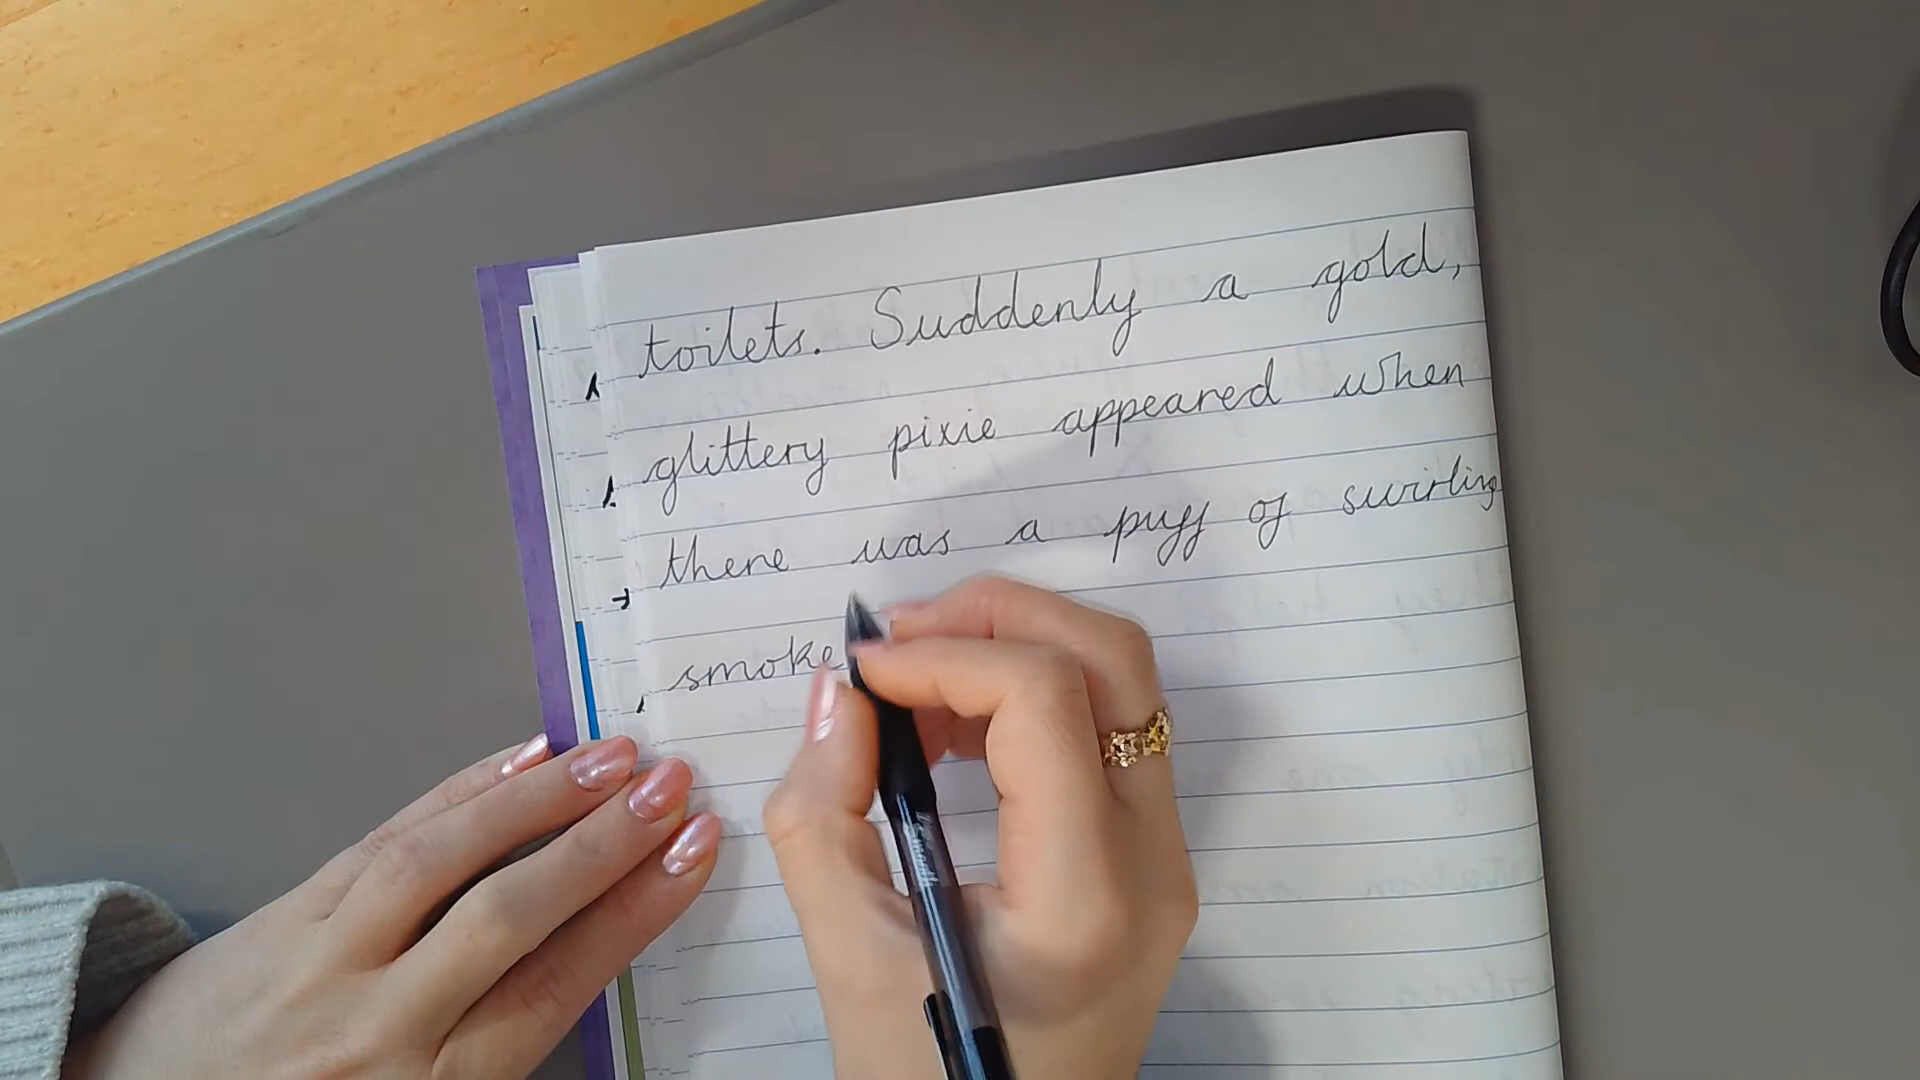 toilets. Suddenly a gold,
glittery pixie appeared when
there was a puff of swirling
smoke